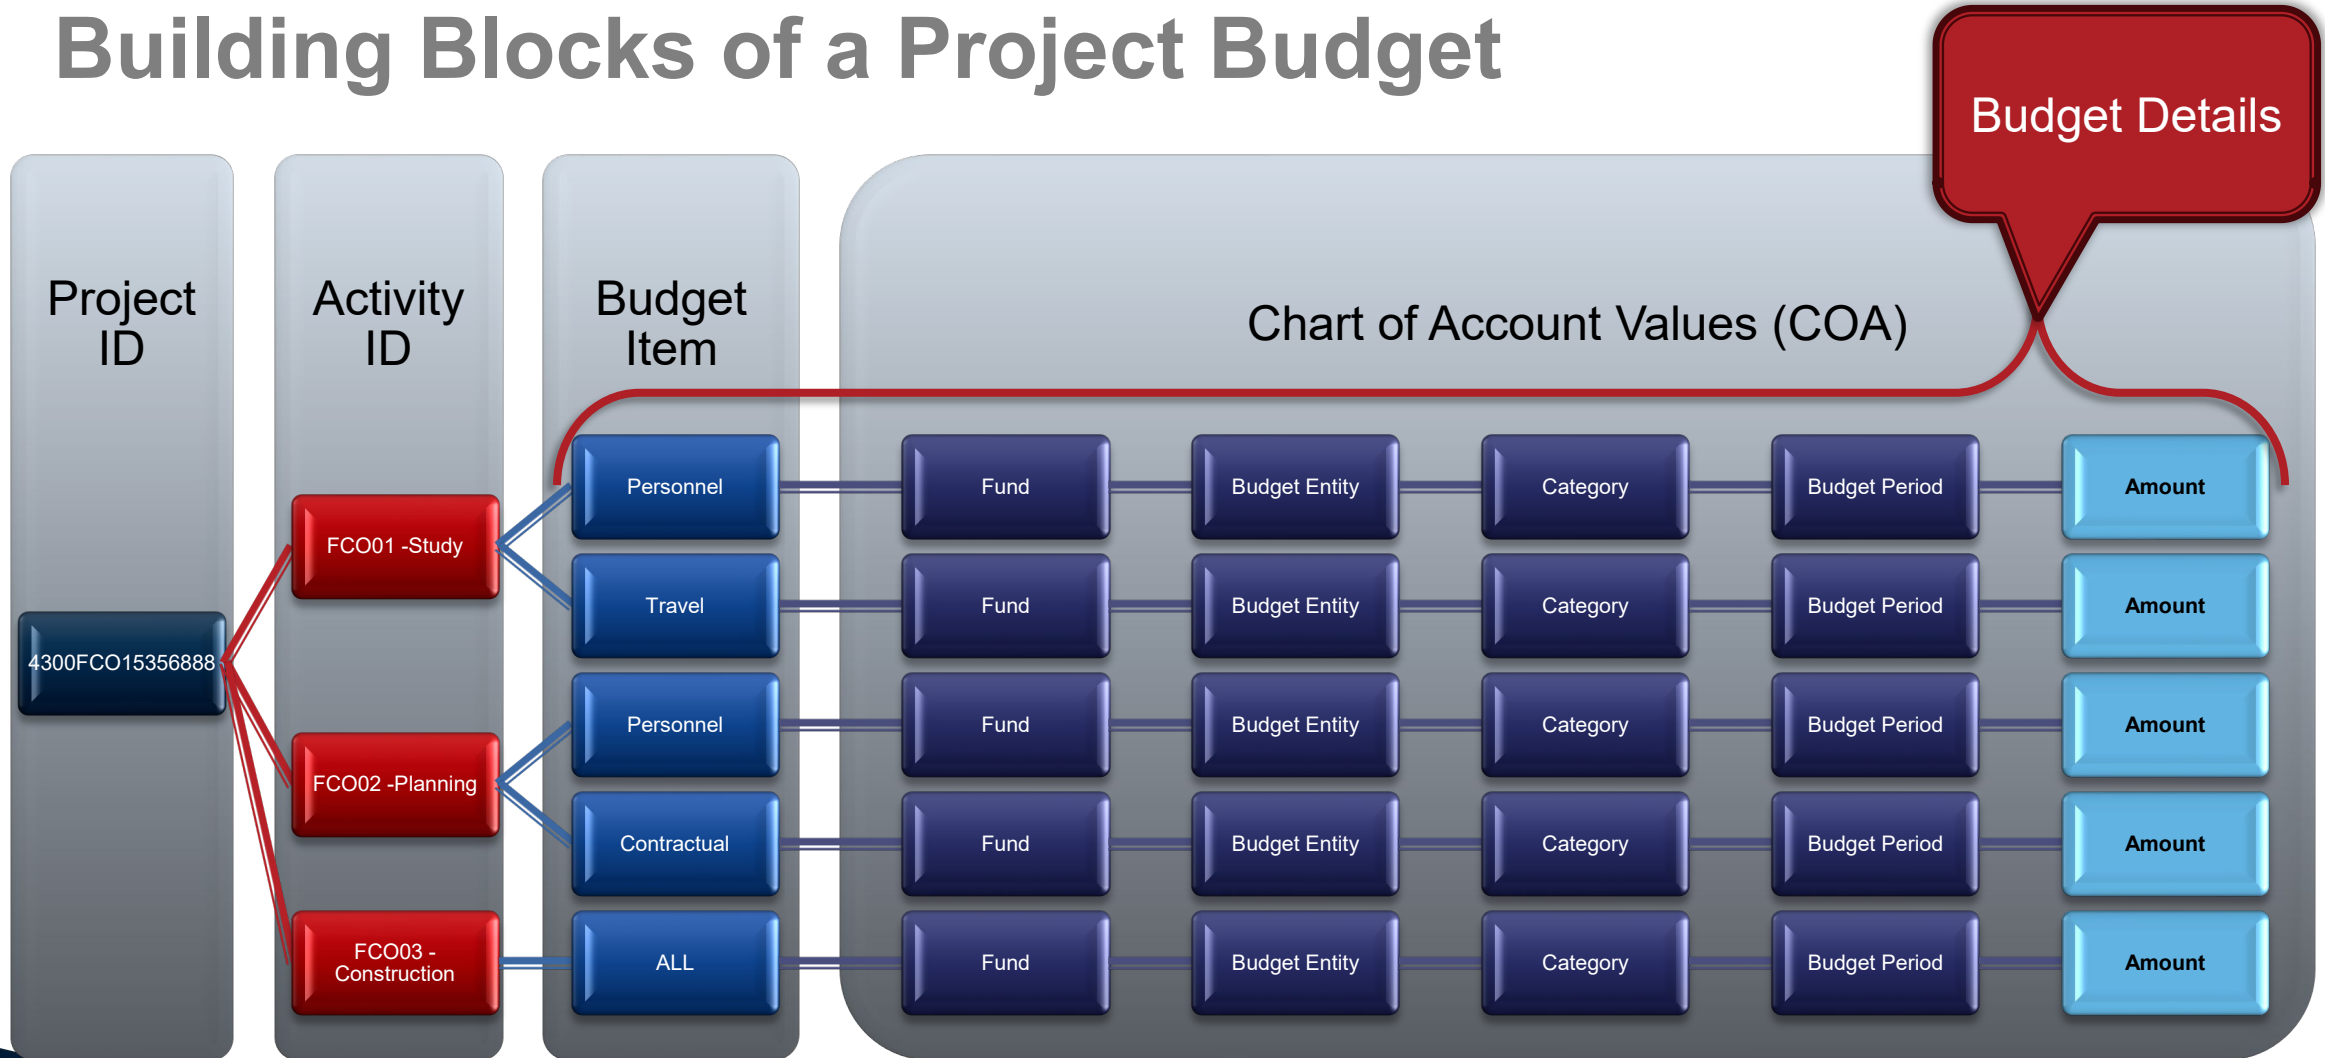 Building Blocks of a Project Budget
Budget Details
Project
ID
Activity
ID
Budget
Item
Chart of Account Values (COA)
4300FCO15356888
FCO01 -Study
Personnel
Fund
Budget Entity
Category
Budget Period
Amount
Travel
Fund
Budget Entity
Category
Budget Period
Amount
FCO02 -Planning
Personnel
Fund
Budget Entity
Category
Budget Period
Amount
Contractual
Fund
Budget Entity
Category
Budget Period
Amount
FCO03 -
Construction
ALL
Fund
Budget Entity
Category
Budget Period
Amount